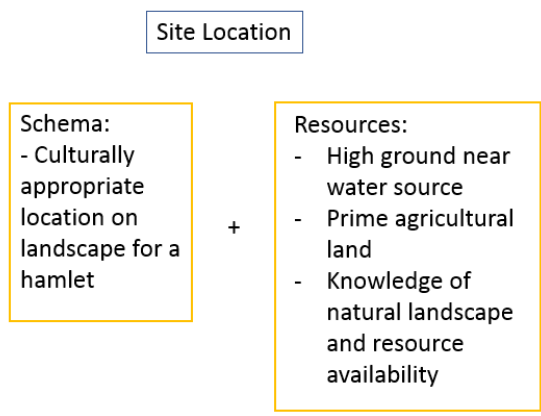 Site Location
Schema:
- Culturally
appropriate
location on
landscape for a
hamlet
+
Resources:
- High ground near
water source
- Prime agricultural
land
- Knowledge of
natural landscape
and resource
availability